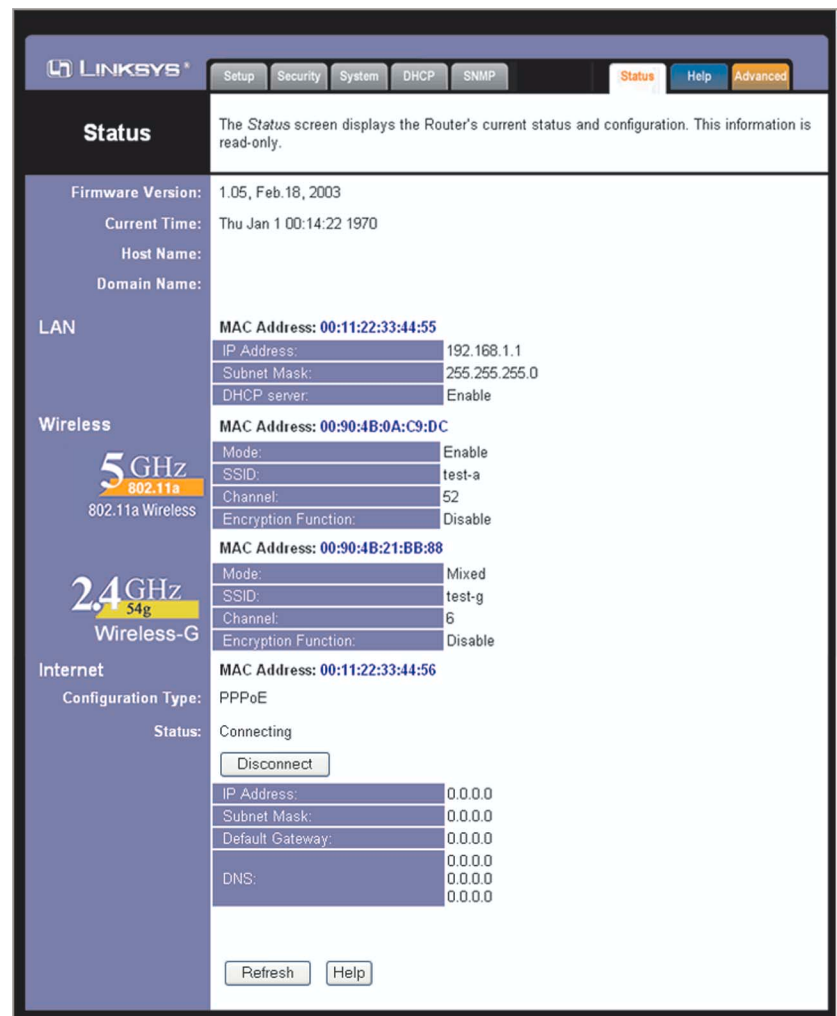 LINKSYS®
Setup Security System DHCP SNMP Status Help Advanced
Status
The Status screen displays the Router's current status and configuration. This information is
read-only.
Firmware Version: 1.05, Feb.18, 2003
Current Time: Thu Jan 1 00:14:22 1970
Host Name:
Domain Name:
LAN
MAC Address: 00:11:22:33:44:55
IP Address: 192.168.1.1
Subnet Mask: 255.255.255.0
DHCP server: Enable
Wireless
MAC Address: 00:90:4B:0A:C9:DC
5 GHz
802.11a
802.11a Wireless
Mode: Enable
SSID: test-a
Channel: 52
Encryption Function: Disable
MAC Address: 00:90:4B:21:BB:88
2.4 GHz
54g
Wireless-G
Mode: Mixed
SSID: test-g
Channel: 6
Encryption Function: Disable
Internet
MAC Address: 00:11:22:33:44:56
Configuration Type: PPPoE
Status: Connecting
Disconnect
IP Address: 0.0.0.0
Subnet Mask: 0.0.0.0
Default Gateway: 0.0.0.0
DNS: 0.0.0.0
0.0.0.0
0.0.0.0
Refresh Help